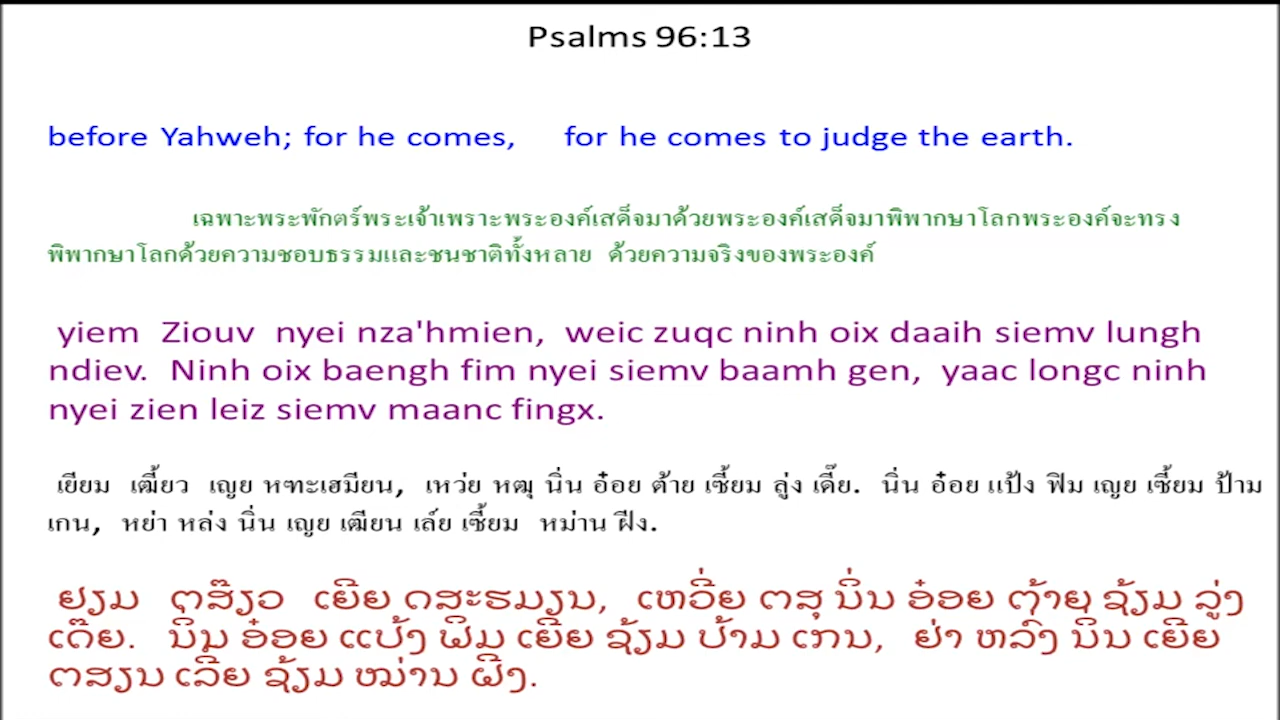 Psalms 96:13
before Yahweh; for he comes, for he comes to judge the earth.
เฉพาะพระพักตร์พระเจ้าเพราะพระองค์เสด็จมาด้วยพระองค์เสด็จมาพิพากษาโลกพระองค์จะทรง
พิพากษาโลกด้วยความชอบธรรมและชนชาติทั้งหลาย ด้วยความจริงของพระองค์
yiem Ziouv nyei nza'hmien, weic zuqc ninh oix daaih siemv lungh
ndiev. Ninh oix baengh fim nyei siemv baamh gen, yaac longc ninh
nyei zien leiz siemv maanc fingx.
เยียม เฒี้ยว เญย หฑะเฮมียน, เหว่ย หฒุ นิ่น อ๋อย ต้าย เซี้ยม ลู่ง เดี๊ย. นิ่น อ๋อย แป้ง ฟิม เญย เซี้ยม ป้าม
เกน, หย่า หล่ง นิ่น เญย เฒียน เล์ย เซี้ยม หม่าน ฝีง.
ຢຽມ ຕສ໊ຽວ ເຍີຍ ດສະຮມຽນ, ເຫວີ່ຍ ຕສຸ ນິ່ນ ອ໋ອຍ ຕ້າຍ ຊ້ຽມ ລູ່ງ
ເດ໊ຍ. ນິ່ນ ອ໋ອຍ ແປ້ງ ຟິມ ເຍີຍ ຊ້ຽມ ປ້າມ ເກນ, ຢ່າ ຫລົ່ງ ນິ່ນ ເຍີຍ
ຕສຽນ ເລີ່ຍ ຊ້ຽມ ໝ່ານ ຝີງ.